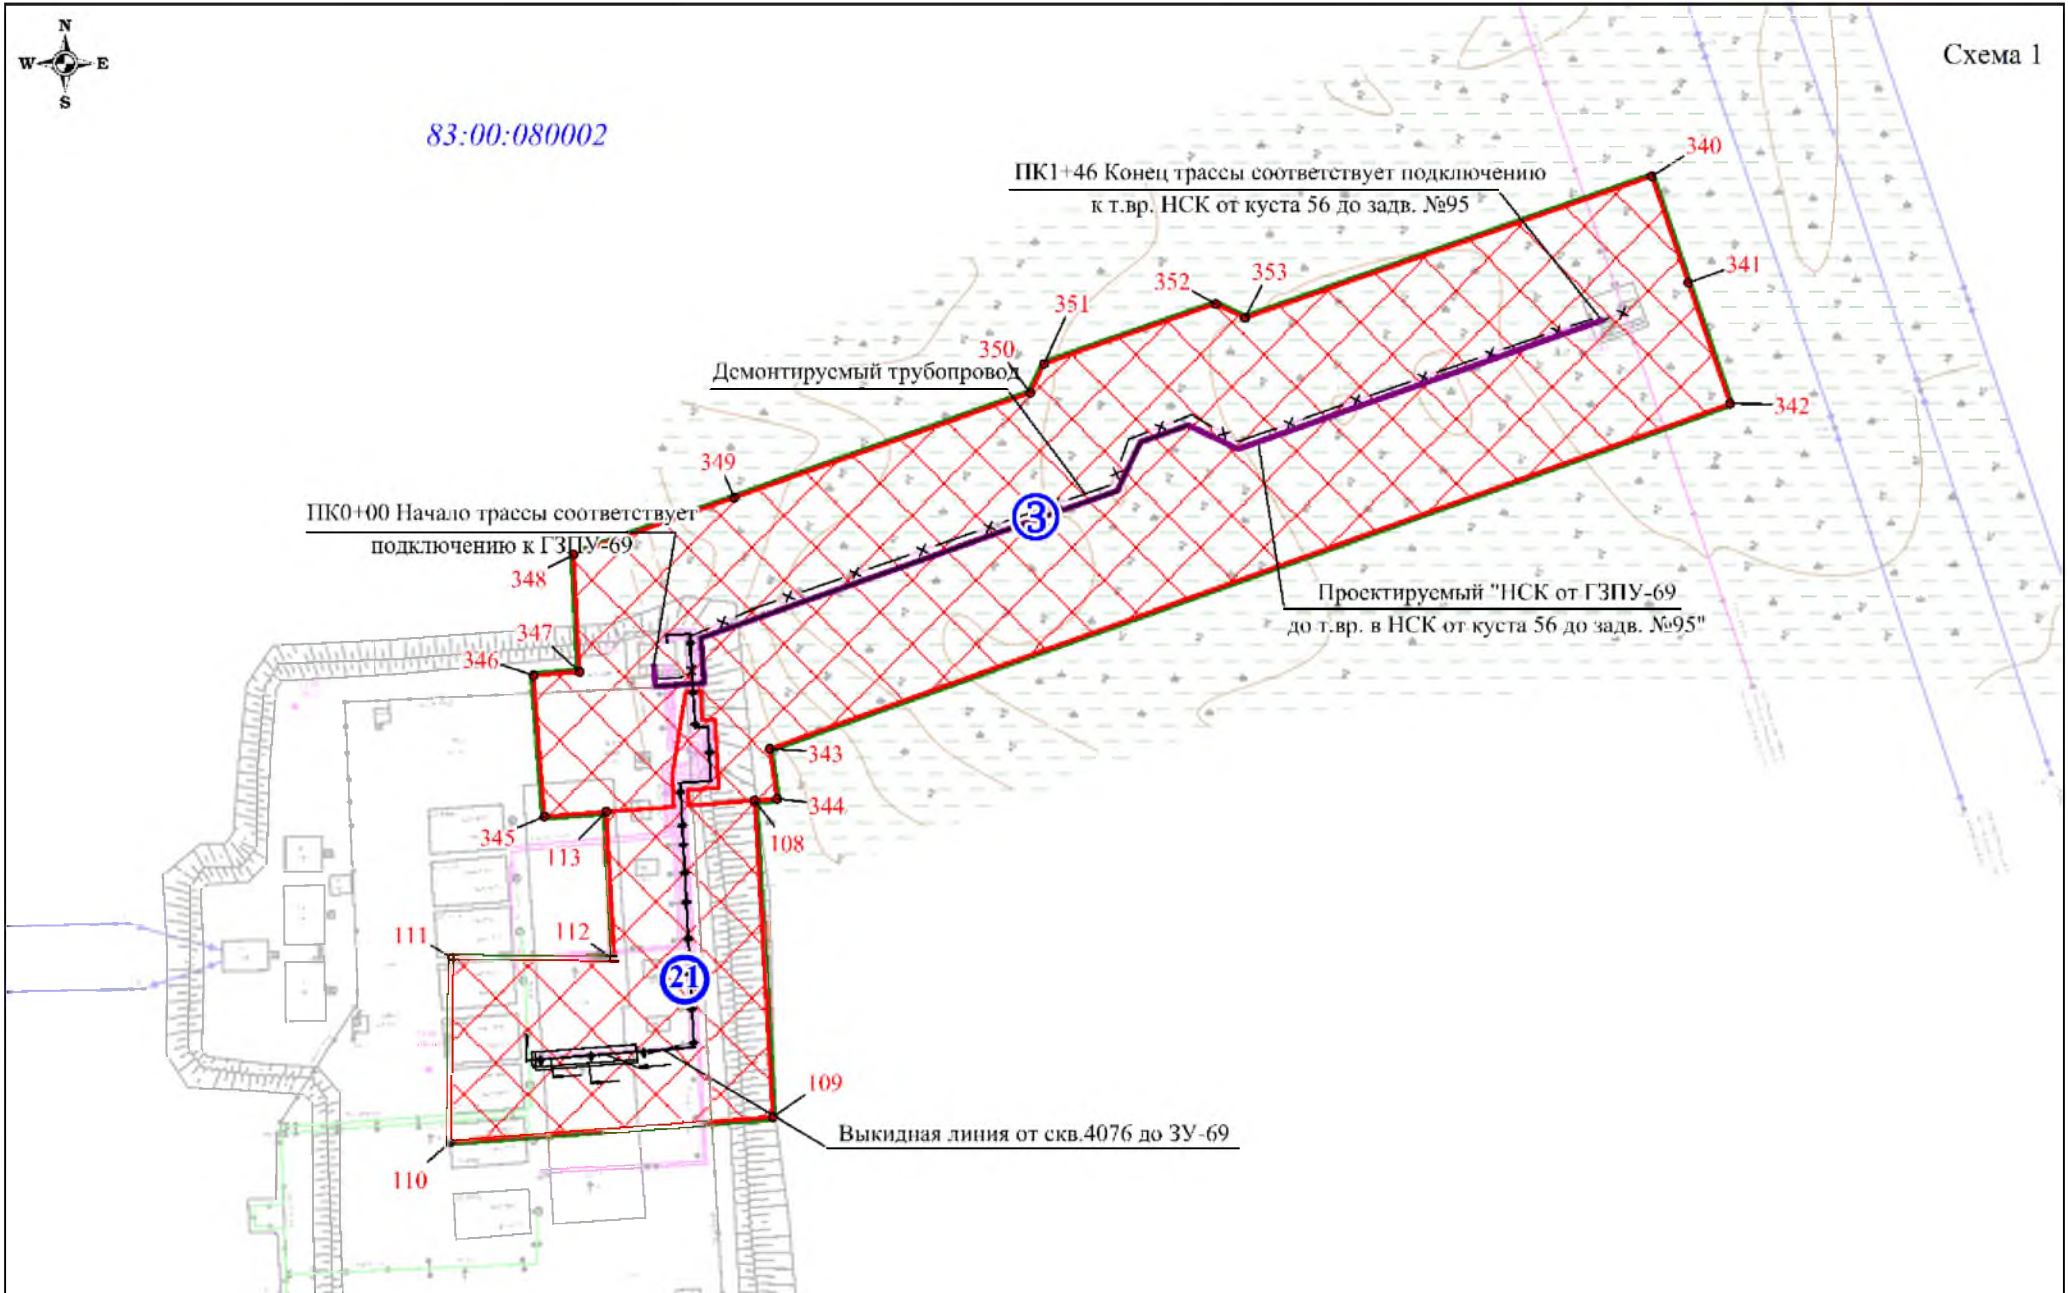 N
W E
S
Схема 1
83:00:080002
340
ПК1+46 Конец трассы соответствует подключению
к т.вр. НСК от куста 56 до задв. №95
341
352
353
351
350
Демонтируемый трубопровод
342
349
ПК0+00 Начало трассы соответствует
подключению к ГЗПУ-69
3
348
Проектируемый "НСК от ГЗПУ-69
до т.вр. в НСК от куста 56 до задв. №95"
347
346
343
344
345
113
108
111
112
21
109
Выкидная линия от скв.4076 до ЗУ-69
110